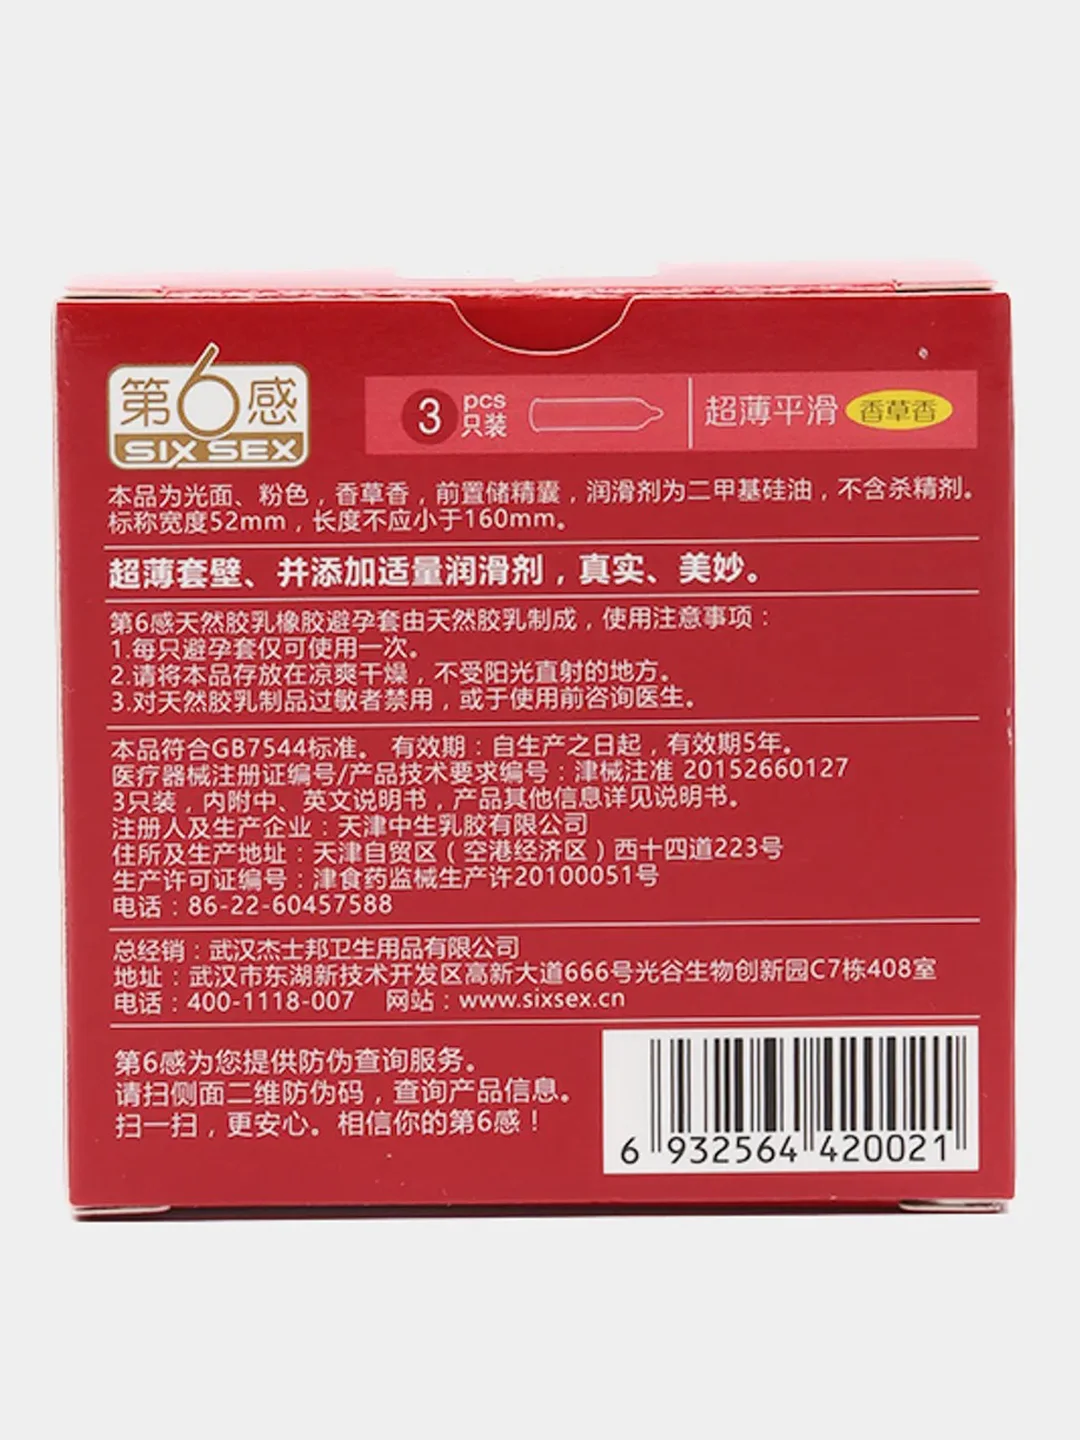 第6感
SIX SEX
3 pcs
只装
超薄平滑 香草香
本品为光面、粉色，香草香，前置储精囊，润滑剂为二甲基硅油，不含杀精剂。
标称宽度52mm，长度不应小于160mm。
超薄套壁、并添加适量润滑剂，真实、美妙。
第6感天然胶乳橡胶避孕套由天然胶乳制成，使用注意事项：
1.每只避孕套仅可使用一次。
2.请将本品存放在凉爽干燥，不受阳光直射的地方。
3.对天然胶乳制品过敏者禁用，或于使用前咨询医生。
本品符合GB7544标准。 有效期：自生产之日起，有效期5年。
医疗器械注册证编号/产品技术要求编号：津械注准 20152660127
3只装，内附中、英文说明书，产品其他信息详见说明书。
注册人及生产企业：天津中生乳胶有限公司
住所及生产地址：天津自贸区（空港经济区）西十四道223号
生产许可证编号：津食药监械生产许20100051号
电话：86-22-60457588
总经销：武汉杰士邦卫生用品有限公司
地址：武汉市东湖新技术开发区高新大道666号光谷生物创新园C7栋408室
电话：400-1118-007 网站：www.sixsex.cn
第6感为您提供防伪查询服务。
请扫侧面二维防伪码，查询产品信息。
扫一扫，更安心。相信你的第6感！
6 932564 420021